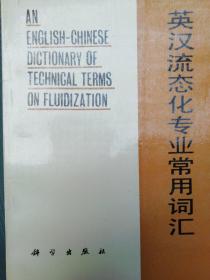 AN
ENGLISH-CHINESE
DICTIONARY OF
TECHNICAL TERMS
ON FLUIDIZATION
英汉流态化专业常用词汇
科学出版社